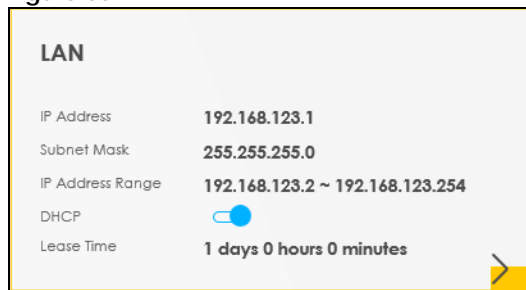 LAN
IP Address 192.168.123.1
Subnet Mask 255.255.255.0
IP Address Range 192.168.123.2 ~ 192.168.123.254
DHCP
Lease Time 1 days 0 hours 0 minutes